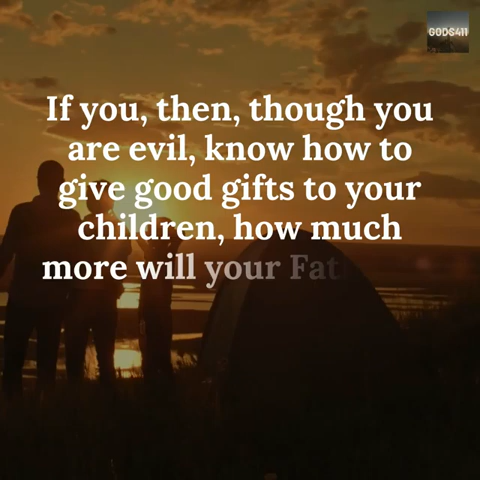 GODS411
If you, then, though you
are evil, know how to
give good gifts to your
children, how much
more will your Fat